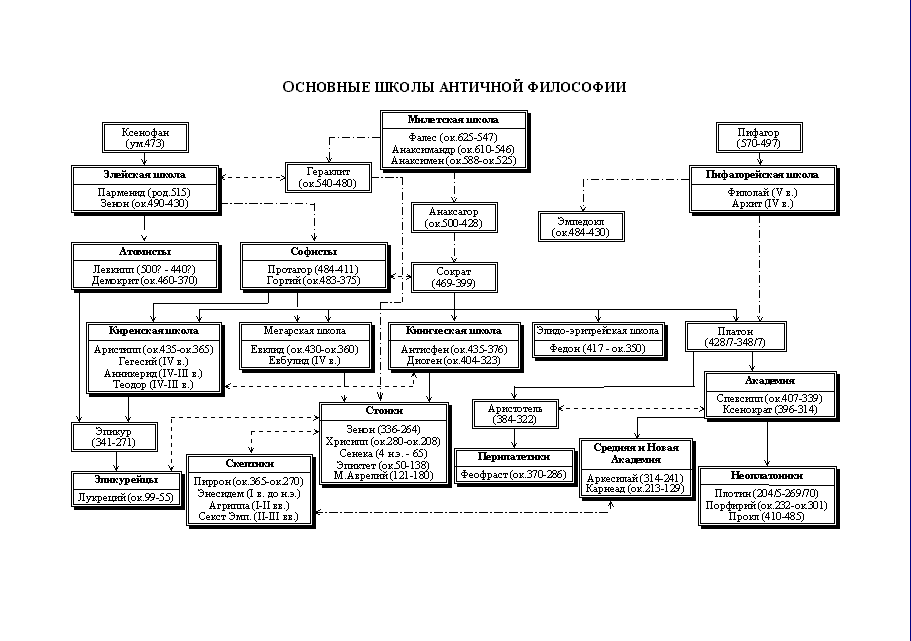 ОСНОВНЫЕ ШКОЛЫ АНТИЧНОЙ ФИЛОСОФИИ
Ксенофан
(ум.473)
Милетская школа
Фалес (ок.625-547)
Анаксимандр (ок.610-546)
Анаксимен (ок.588-ок.525)
Пифагор
(570-497)
Элейская школа
Парменид (род.515)
Зенон (ок.490-430)
Гераклит
(ок.540-480)
Пифагорейская школа
Филолай (V в.)
Архит (IV в.)
Анаксагор
(ок.500-428)
Эмпедокл
(ок.484-430)
Атомисты
Левкипп (500? - 440?)
Демокрит (ок.460-370)
Софисты
Протагор (484-411)
Горгий (ок.483-375)
Сократ
(469-399)
Киренская школа
Аристипп (ок.435-ок.365)
Гегесий (IV в.)
Анникерид (IV-III в.)
Теодор (IV-III в.)
Мегарская школа
Евклид (ок.430-ок.360)
Евбулид (IV в.)
Киническая школа
Антисфен (ок.435-376)
Диоген (ок.404-323)
Элидо-эритрейская школа
Федон (417 - ок.350)
Платон
(428/7-348/7)
Академия
Спевсипп (ок.407-339)
Ксенократ (396-314)
Эпикур
(341-271)
Стоики
Зенон (336-264)
Хрисипп (ок.280-ок.208)
Сенека (4 н.э. - 65)
Эпиктет (ок.50-138)
М.Аврелий (121-180)
Аристотель
(384-322)
Эпикурейцы
Лукреций (ок.99-55)
Скептики
Пиррон (ок.365-ок.270)
Энесидем (I в. до н.э.)
Агриппа (I-II вв.)
Секст Эмп. (II-III вв.)
Перипатетики
Феофраст (ок.370-286)
Средняя и Новая
Академия
Аркесилай (314-241)
Карнеад (ок.213-129)
Неоплатоники
Плотин (204/5-269/70)
Порфирий (ок.232-ок.301)
Прокл (410-485)